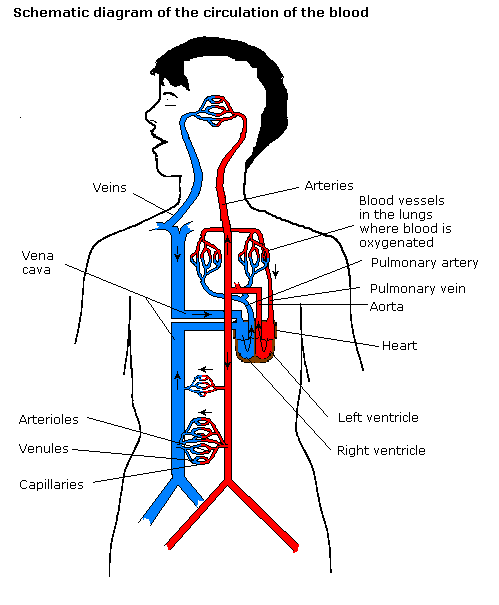 Schematic diagram of the circulation of the blood
Veins
Arteries
Blood vessels
in the lungs
where blood is
oxygenated
Vena
cava
Pulmonary artery
Pulmonary vein
Aorta
Heart
Left ventricle
Right ventricle
Arterioles
Venules
Capillaries